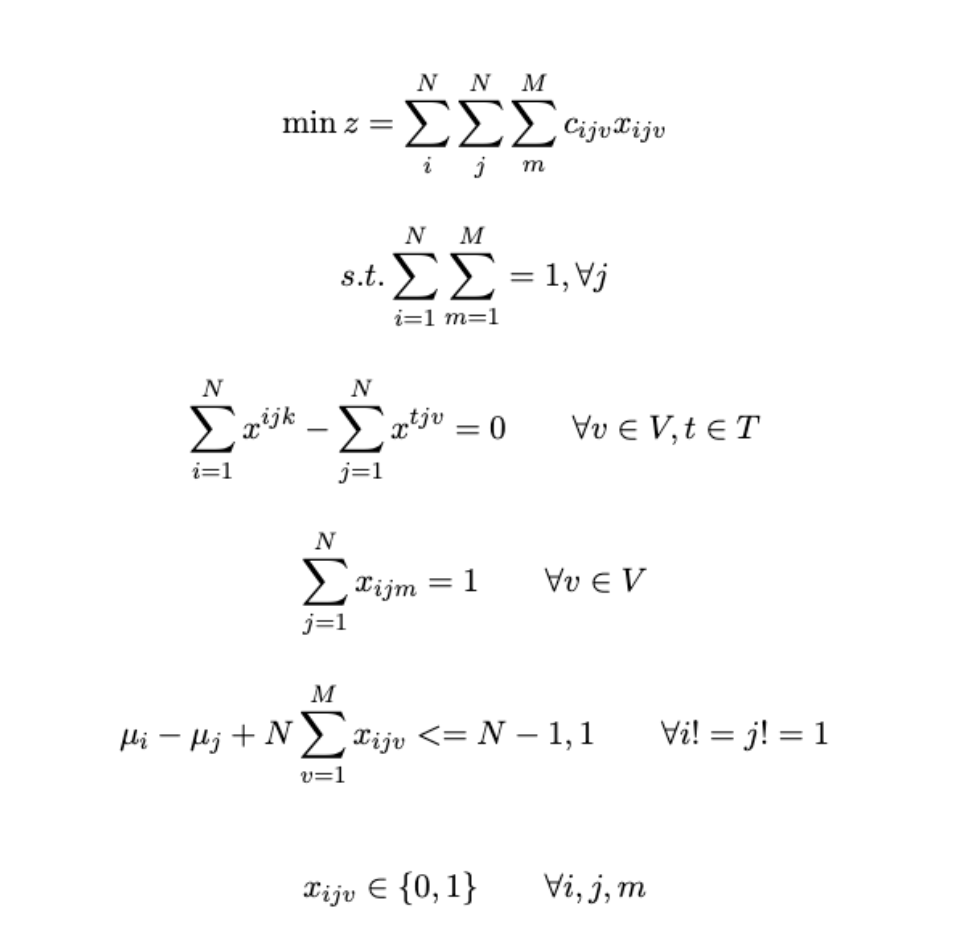 \min z = \sum_{i}^{N} \sum_{j}^{N} \sum_{m}^{M} c_{ijv} x_{ijv}
s.t. \sum_{i=1}^{N} \sum_{m=1}^{M} = 1, \forall j
\sum_{i=1}^{N} x^{ijk} - \sum_{j=1}^{N} x^{tjv} = 0 \qquad \forall v \in V, t \in T
\sum_{j=1}^{N} x_{ijm} = 1 \qquad \forall v \in V
\mu_i - \mu_j + N \sum_{v=1}^{M} x_{ijv} <= N - 1, 1 \qquad \forall i! = j! = 1
x_{ijv} \in \{0, 1\} \qquad \forall i, j, m